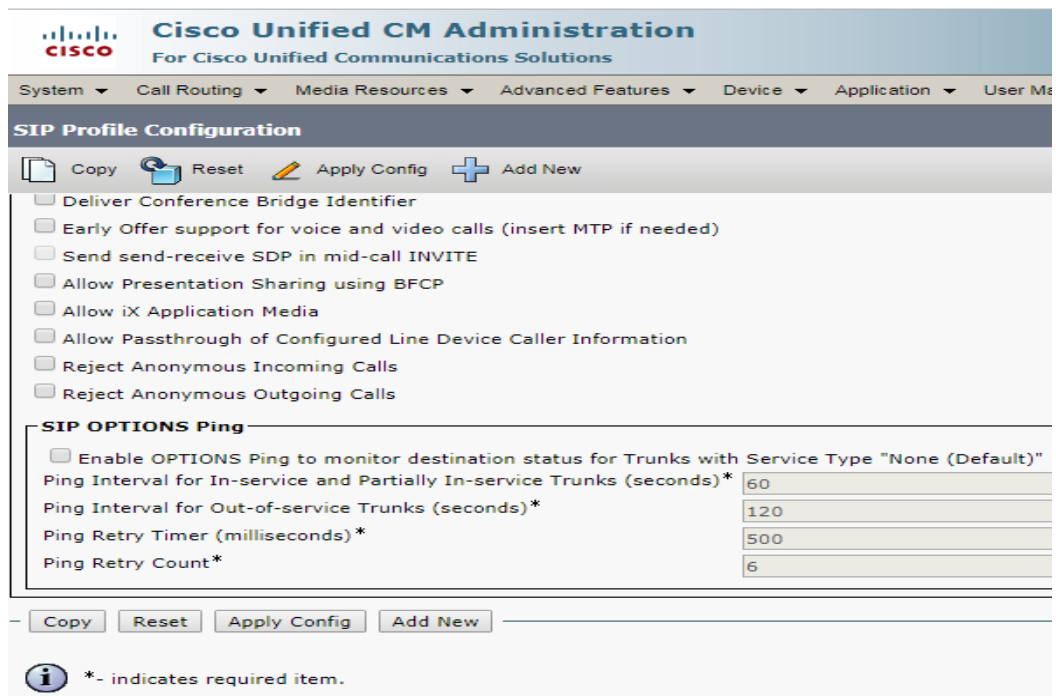 CISCO
Cisco Unified CM Administration
For Cisco Unified Communications Solutions
System Call Routing Media Resources Advanced Features Device Application User Ma
SIP Profile Configuration
Copy Reset Apply Config Add New
Deliver Conference Bridge Identifier
Early Offer support for voice and video calls (insert MTP if needed)
Send send-receive SDP in mid-call INVITE
Allow Presentation Sharing using BFCP
Allow iX Application Media
Allow Passthrough of Configured Line Device Caller Information
Reject Anonymous Incoming Calls
Reject Anonymous Outgoing Calls
SIP OPTIONS Ping
Enable OPTIONS Ping to monitor destination status for Trunks with Service Type "None (Default)"
Ping Interval for In-service and Partially In-service Trunks (seconds)* 60
Ping Interval for Out-of-service Trunks (seconds)* 120
Ping Retry Timer (milliseconds)* 500
Ping Retry Count* 6
Copy Reset Apply Config Add New
i *- indicates required item.